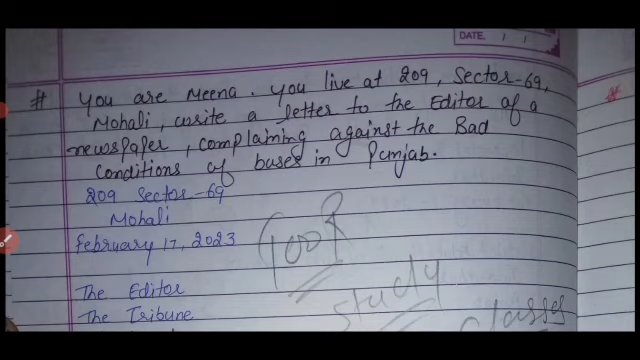 DATE
# You are Meena. You live at 209, Sector-69,
Mohali, write a letter to the Editor of a
newspaper, complaining against the Bad
conditions of buses in Punjab.
209 Sector-69
Mohali
February 17, 2023
The Editor
The Tribune
study
classes